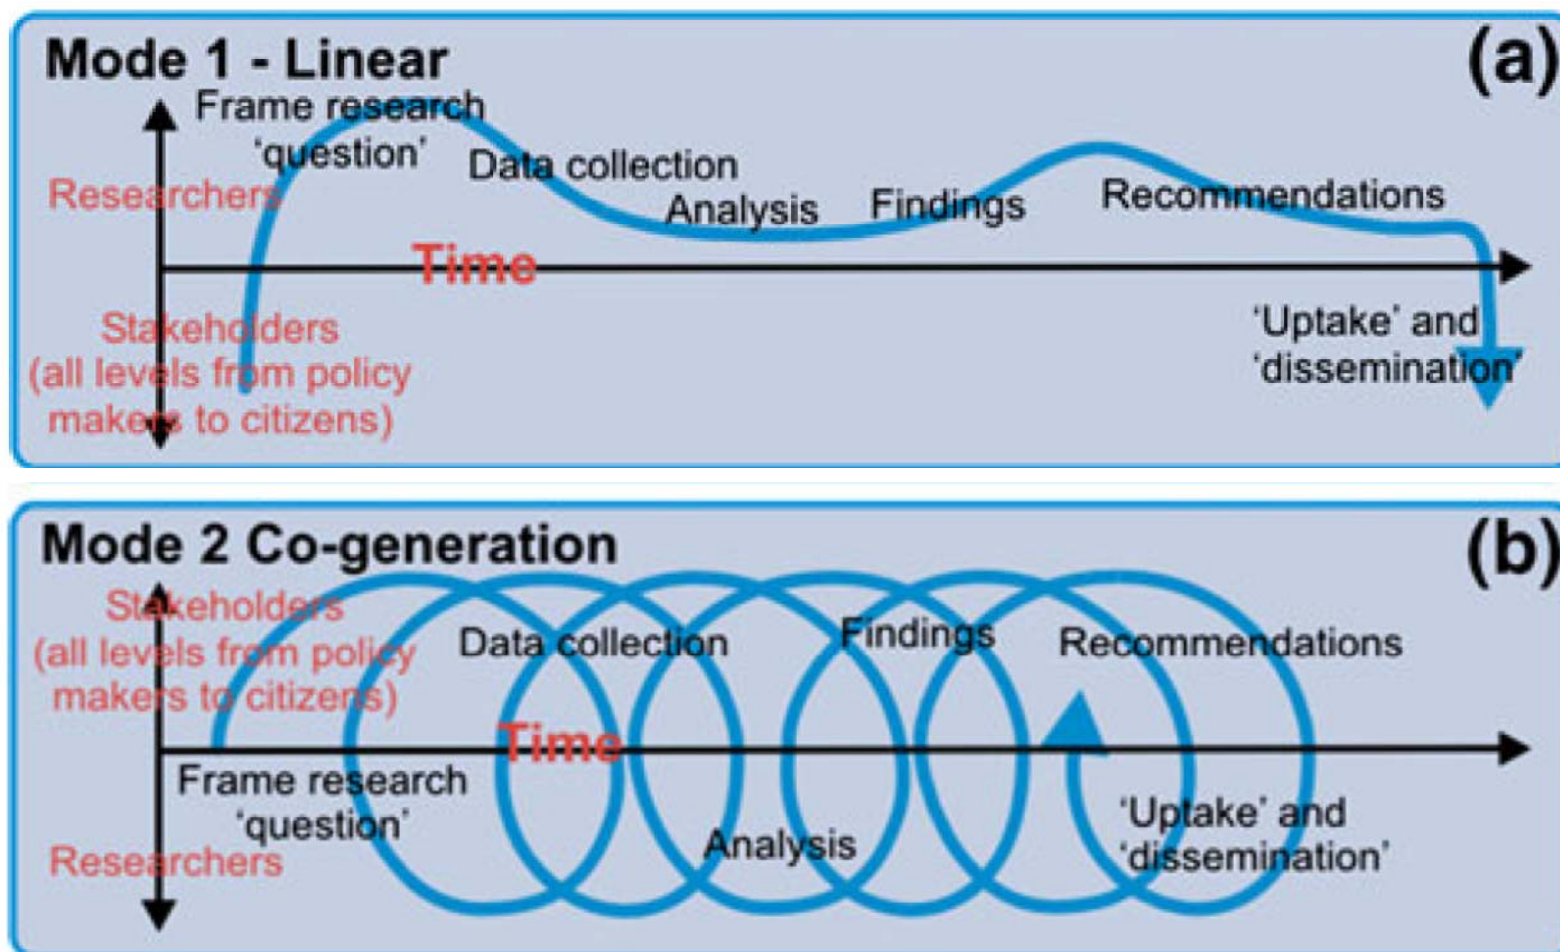 Mode 1 - Linear
(a)
Frame research
‘question’
Data collection
Researchers
Analysis
Findings
Recommendations
Time
Stakeholders
(all levels from policy
makers to citizens)
‘Uptake’ and
‘dissemination’
Mode 2 Co-generation
(b)
Stakeholders
(all levels from policy
makers to citizens)
Data collection
Findings
Recommendations
Time
Frame research
‘question’
Researchers
Analysis
‘Uptake’ and
‘dissemination’